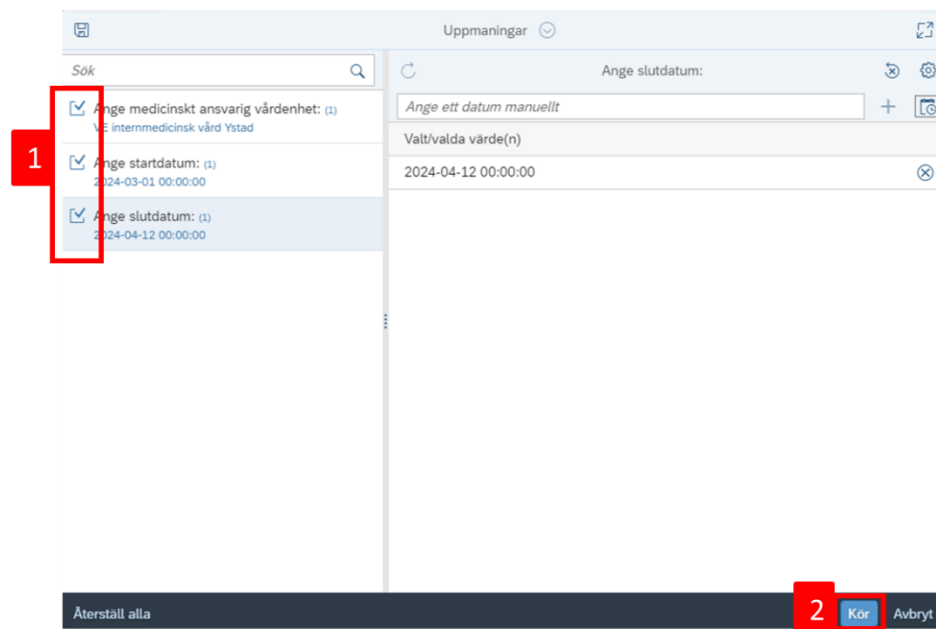 Uppmaningar
Sök
Ange slutdatum:
Ange medicinskt ansvarig vårdenhet: (1)
VE internmedicinsk vård Ystad
Ange startdatum: (1)
2024-03-01 00:00:00
Ange slutdatum: (1)
2024-04-12 00:00:00
1
Ange ett datum manuellt
Valt/valda värde(n)
2024-04-12 00:00:00
Återställ alla
2
Kör
Avbryt